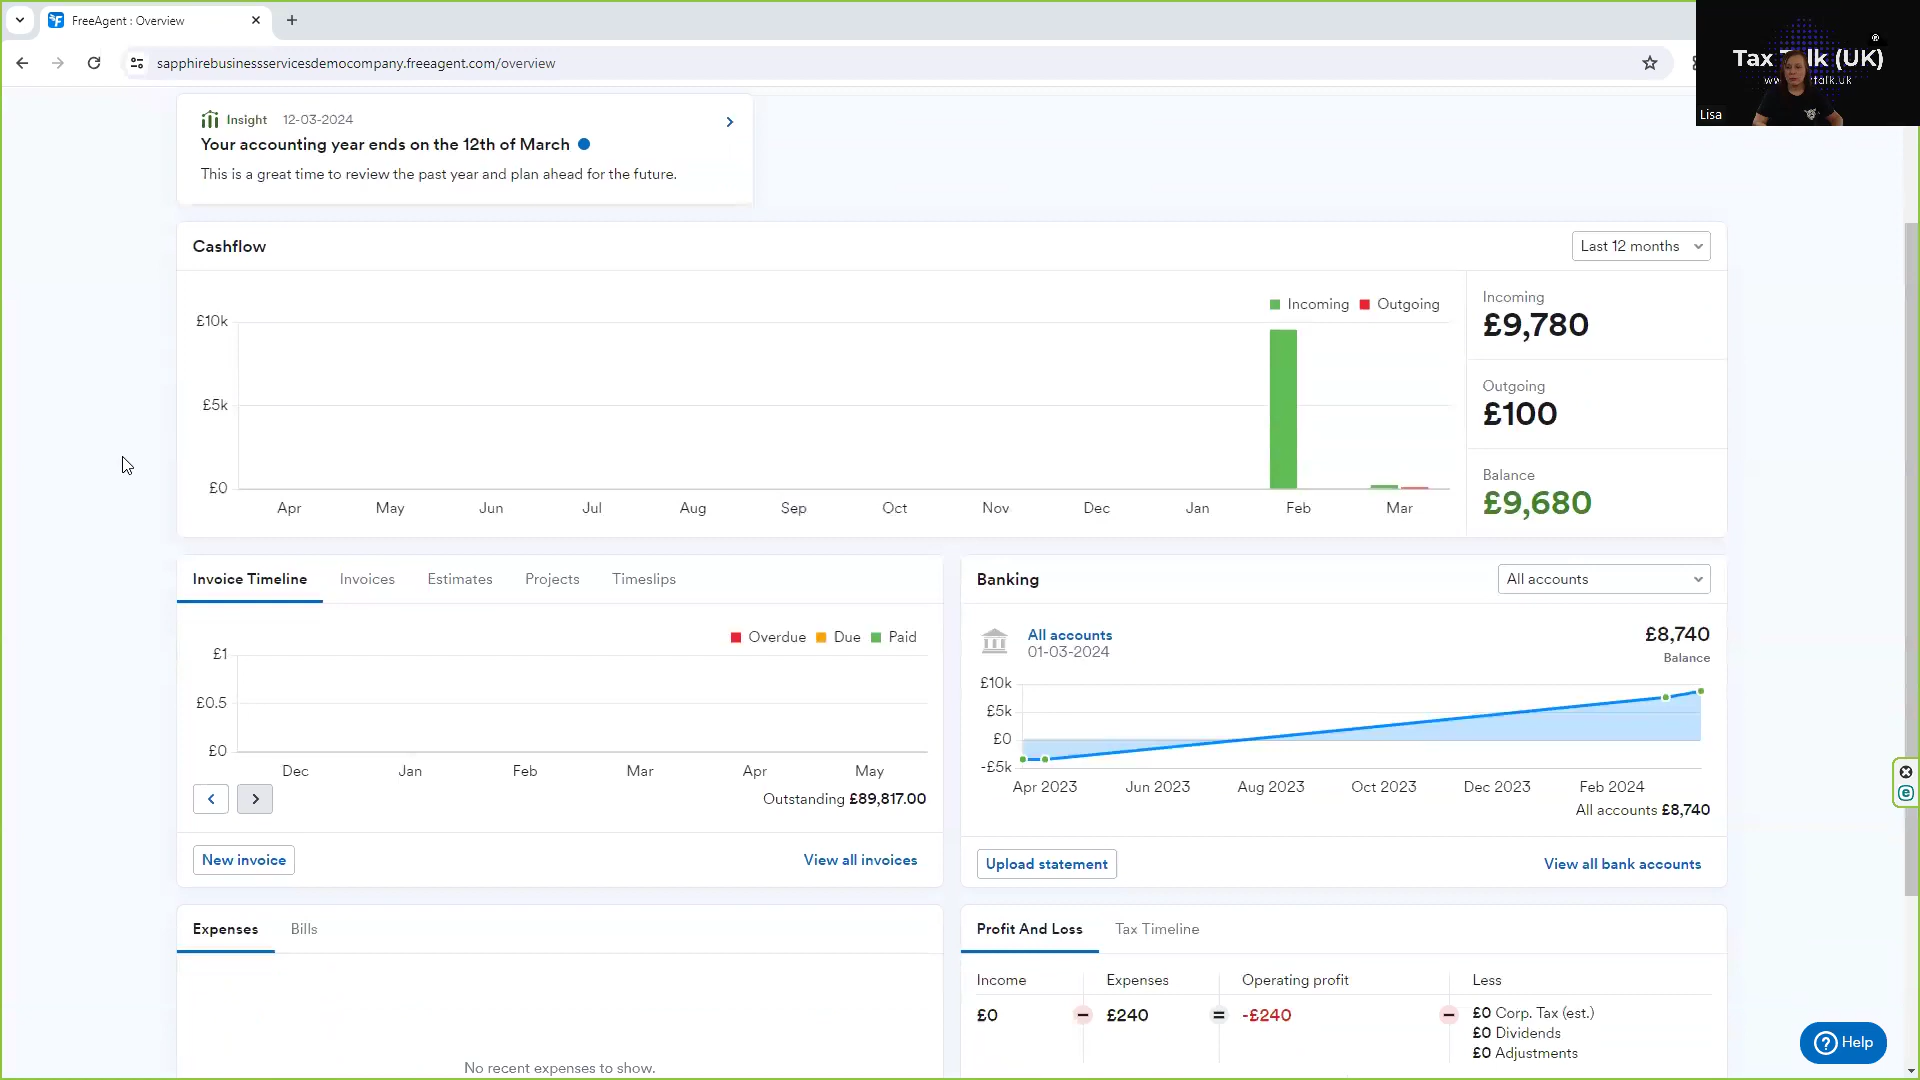 FreeAgent : Overview
sapphirebusinessservicesdemocompany.freeagent.com/overview
Tax T lk (UK)
®
Lisa
Insight 12-03-2024
Your accounting year ends on the 12th of March
This is a great time to review the past year and plan ahead for the future.
Cashflow
Last 12 months
Incoming Outgoing
£10k
£5k
£0
Apr May Jun Jul Aug Sep Oct Nov Dec Jan Feb Mar
Incoming
£9,780
Outgoing
£100
Balance
£9,680
Invoice Timeline Invoices Estimates Projects Timeslips
Overdue Due Paid
£1
£0.5
£0
Dec Jan Feb Mar Apr May
Outstanding £89,817.00
New invoice
View all invoices
Banking
All accounts
All accounts
01-03-2024
£8,740
Balance
£10k
£5k
£0
-£5k
Apr 2023 Jun 2023 Aug 2023 Oct 2023 Dec 2023 Feb 2024
All accounts £8,740
Upload statement
View all bank accounts
Expenses Bills
No recent expenses to show.
Profit And Loss Tax Timeline
Income Expenses Operating profit Less
£0 − £240 = -£240 − £0 Corp. Tax (est.)
£0 Dividends
£0 Adjustments
Help